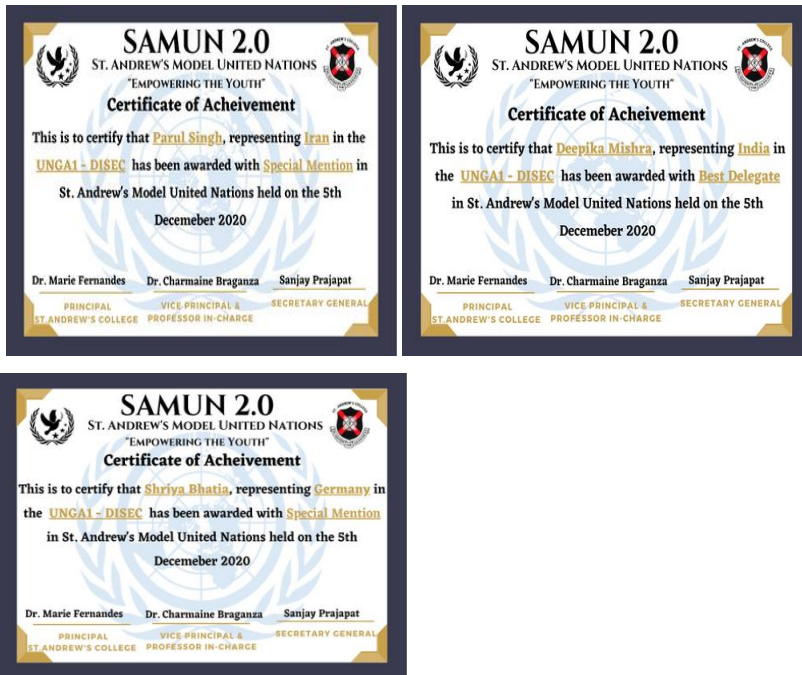 SAMUN 2.0
ST. ANDREW'S MODEL UNITED NATIONS
"EMPOWERING THE YOUTH"
Certificate of Acheivement
This is to certify that Parul Singh, representing Iran in the
UNGA1 - DISEC has been awarded with Special Mention in
St. Andrew's Model United Nations held on the 5th
Decemeber 2020
Dr. Marie Fernandes Dr. Charmaine Braganza Sanjay Prajapat
PRINCIPAL VICE PRINCIPAL & SECRETARY GENERAL
ST.ANDREW'S COLLEGE PROFESSOR IN-CHARGE
SAMUN 2.0
ST. ANDREW'S MODEL UNITED NATIONS
"EMPOWERING THE YOUTH"
Certificate of Acheivement
This is to certify that Deepika Mishra, representing India in
the UNGA1 - DISEC has been awarded with Best Delegate
in St. Andrew's Model United Nations held on the 5th
Decemeber 2020
Dr. Marie Fernandes Dr. Charmaine Braganza Sanjay Prajapat
PRINCIPAL VICE PRINCIPAL & SECRETARY GENERAL
ST.ANDREW'S COLLEGE PROFESSOR IN-CHARGE
SAMUN 2.0
ST. ANDREW'S MODEL UNITED NATIONS
"EMPOWERING THE YOUTH"
Certificate of Acheivement
This is to certify that Shriya Bhatia, representing Germany in
the UNGA1 - DISEC has been awarded with Special Mention
in St. Andrew's Model United Nations held on the 5th
Decemeber 2020
Dr. Marie Fernandes Dr. Charmaine Braganza Sanjay Prajapat
PRINCIPAL VICE PRINCIPAL & SECRETARY GENERAL
ST.ANDREW'S COLLEGE PROFESSOR IN-CHARGE